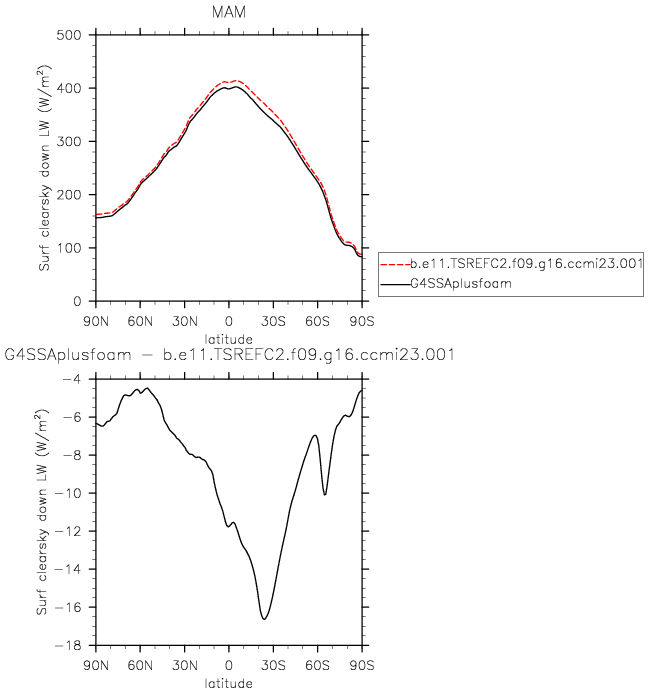 MAM
500
400
300
200
100
0
Surf clearsky down LW (W/m²)
90N 60N 30N 0 30S 60S 90S
latitude
b.e11.TSREFC2.f09.g16.ccmi23.001
G4SSAplusfoam
G4SSAplusfoam − b.e11.TSREFC2.f09.g16.ccmi23.001
−4
−6
−8
−10
−12
−14
−16
−18
Surf clearsky down LW (W/m²)
90N 60N 30N 0 30S 60S 90S
latitude